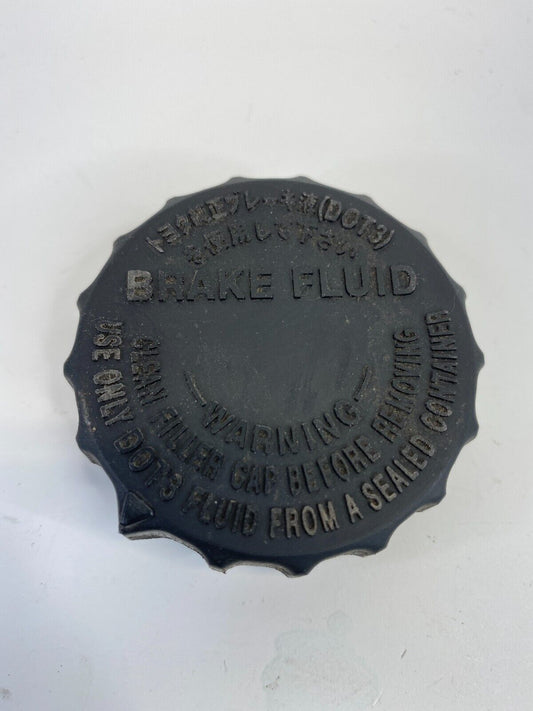 トヨタ純正ブレーキ液(DOT3)
を使用して下さい
BRAKE FLUID
WARNING
CLEAN FILLER CAP BEFORE REMOVING
USE ONLY DOT3 FLUID FROM A SEALED CONTAINER